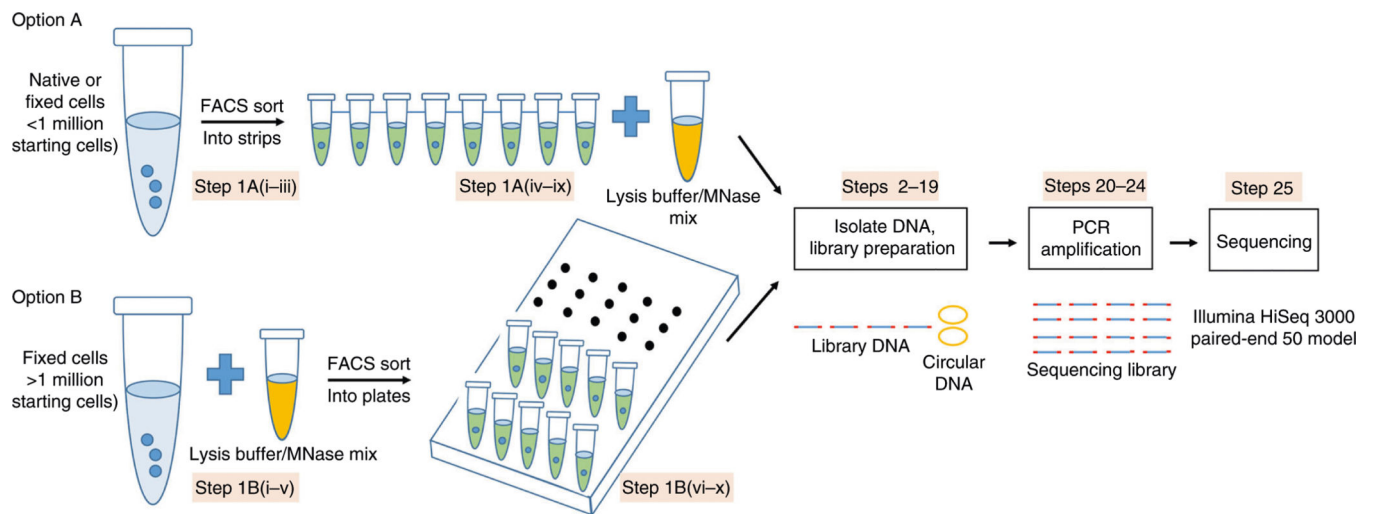 Option A
Native or
fixed cells
<1 million
starting cells)
FACS sort
Into strips
Step 1A(i–iii)
Step 1A(iv–ix)
Lysis buffer/MNase
mix
Option B
Fixed cells
>1 million
starting cells)
Lysis buffer/MNase mix
Step 1B(i–v)
FACS sort
Into plates
Step 1B(vi–x)
Steps 2–19
Isolate DNA,
library preparation
Library DNA
Circular
DNA
Steps 20–24
PCR
amplification
Sequencing library
Step 25
Sequencing
Illumina HiSeq 3000
paired-end 50 model